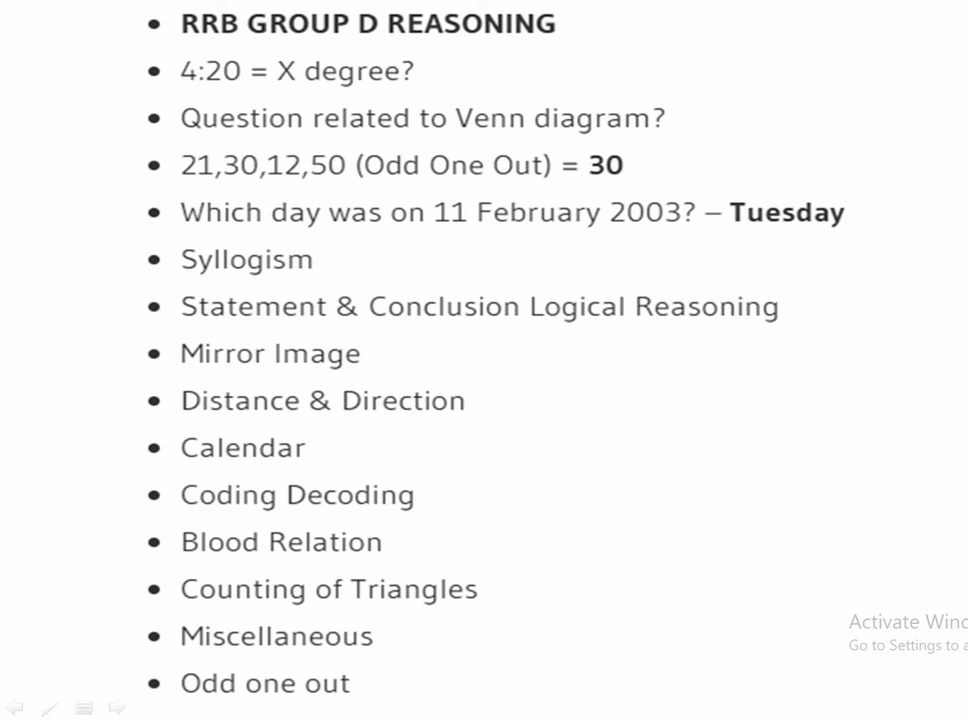 RRB GROUP D REASONING
4:20 = X degree?
Question related to Venn diagram?
21,30,12,50 (Odd One Out) = 30
Which day was on 11 February 2003? – Tuesday
Syllogism
Statement & Conclusion Logical Reasoning
Mirror Image
Distance & Direction
Calendar
Coding Decoding
Blood Relation
Counting of Triangles
Miscellaneous
Activate Wind
Go to Settings to a
Odd one out